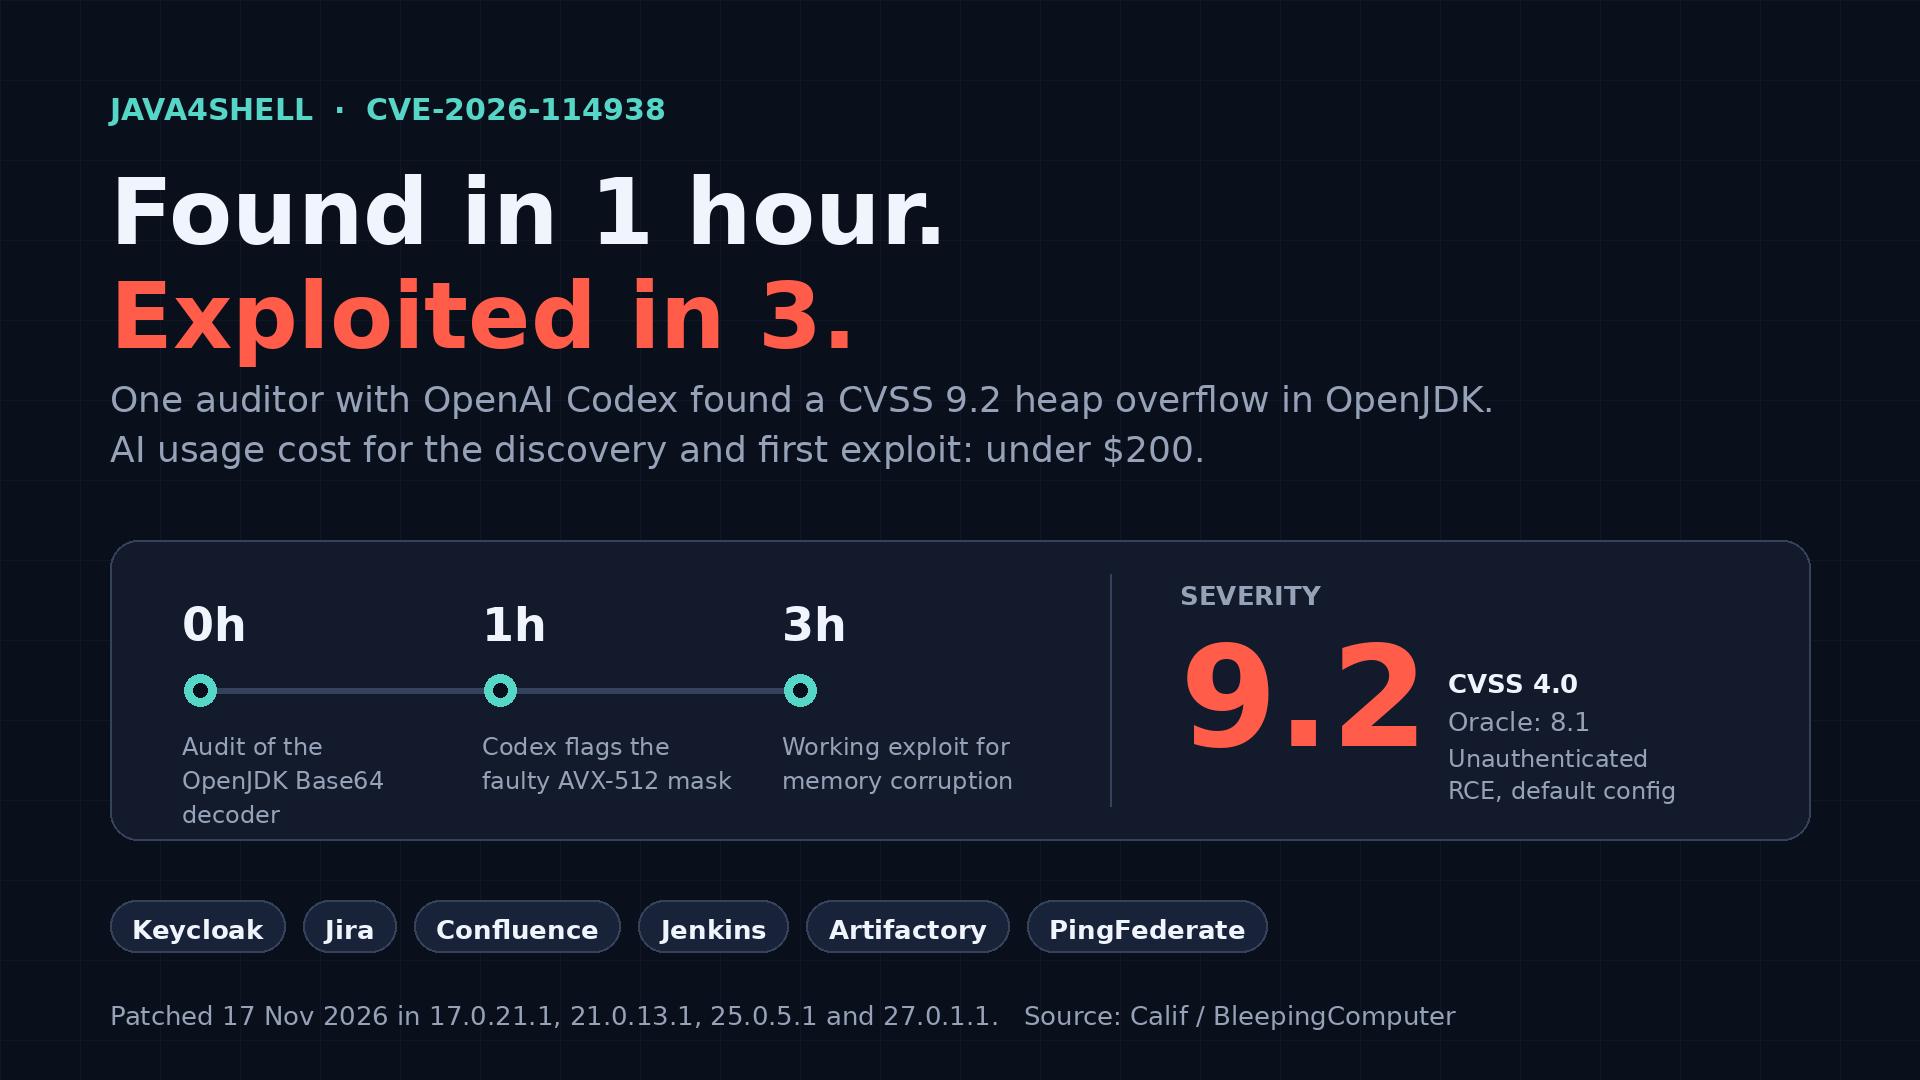 JAVA4SHELL · CVE-2026-114938
Found in 1 hour.
Exploited in 3.
One auditor with OpenAI Codex found a CVSS 9.2 heap overflow in OpenJDK.
AI usage cost for the discovery and first exploit: under $200.
0h
Audit of the
OpenJDK Base64
decoder
1h
Codex flags the
faulty AVX-512 mask
3h
Working exploit for
memory corruption
SEVERITY
9.2
CVSS 4.0
Oracle: 8.1
Unauthenticated
RCE, default config
Keycloak
Jira
Confluence
Jenkins
Artifactory
PingFederate
Patched 17 Nov 2026 in 17.0.21.1, 21.0.13.1, 25.0.5.1 and 27.0.1.1. Source: Calif / BleepingComputer